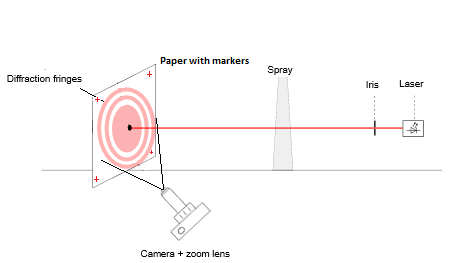 Paper with markers
Diffraction fringes
Spray
Iris
Laser
Camera + zoom lens